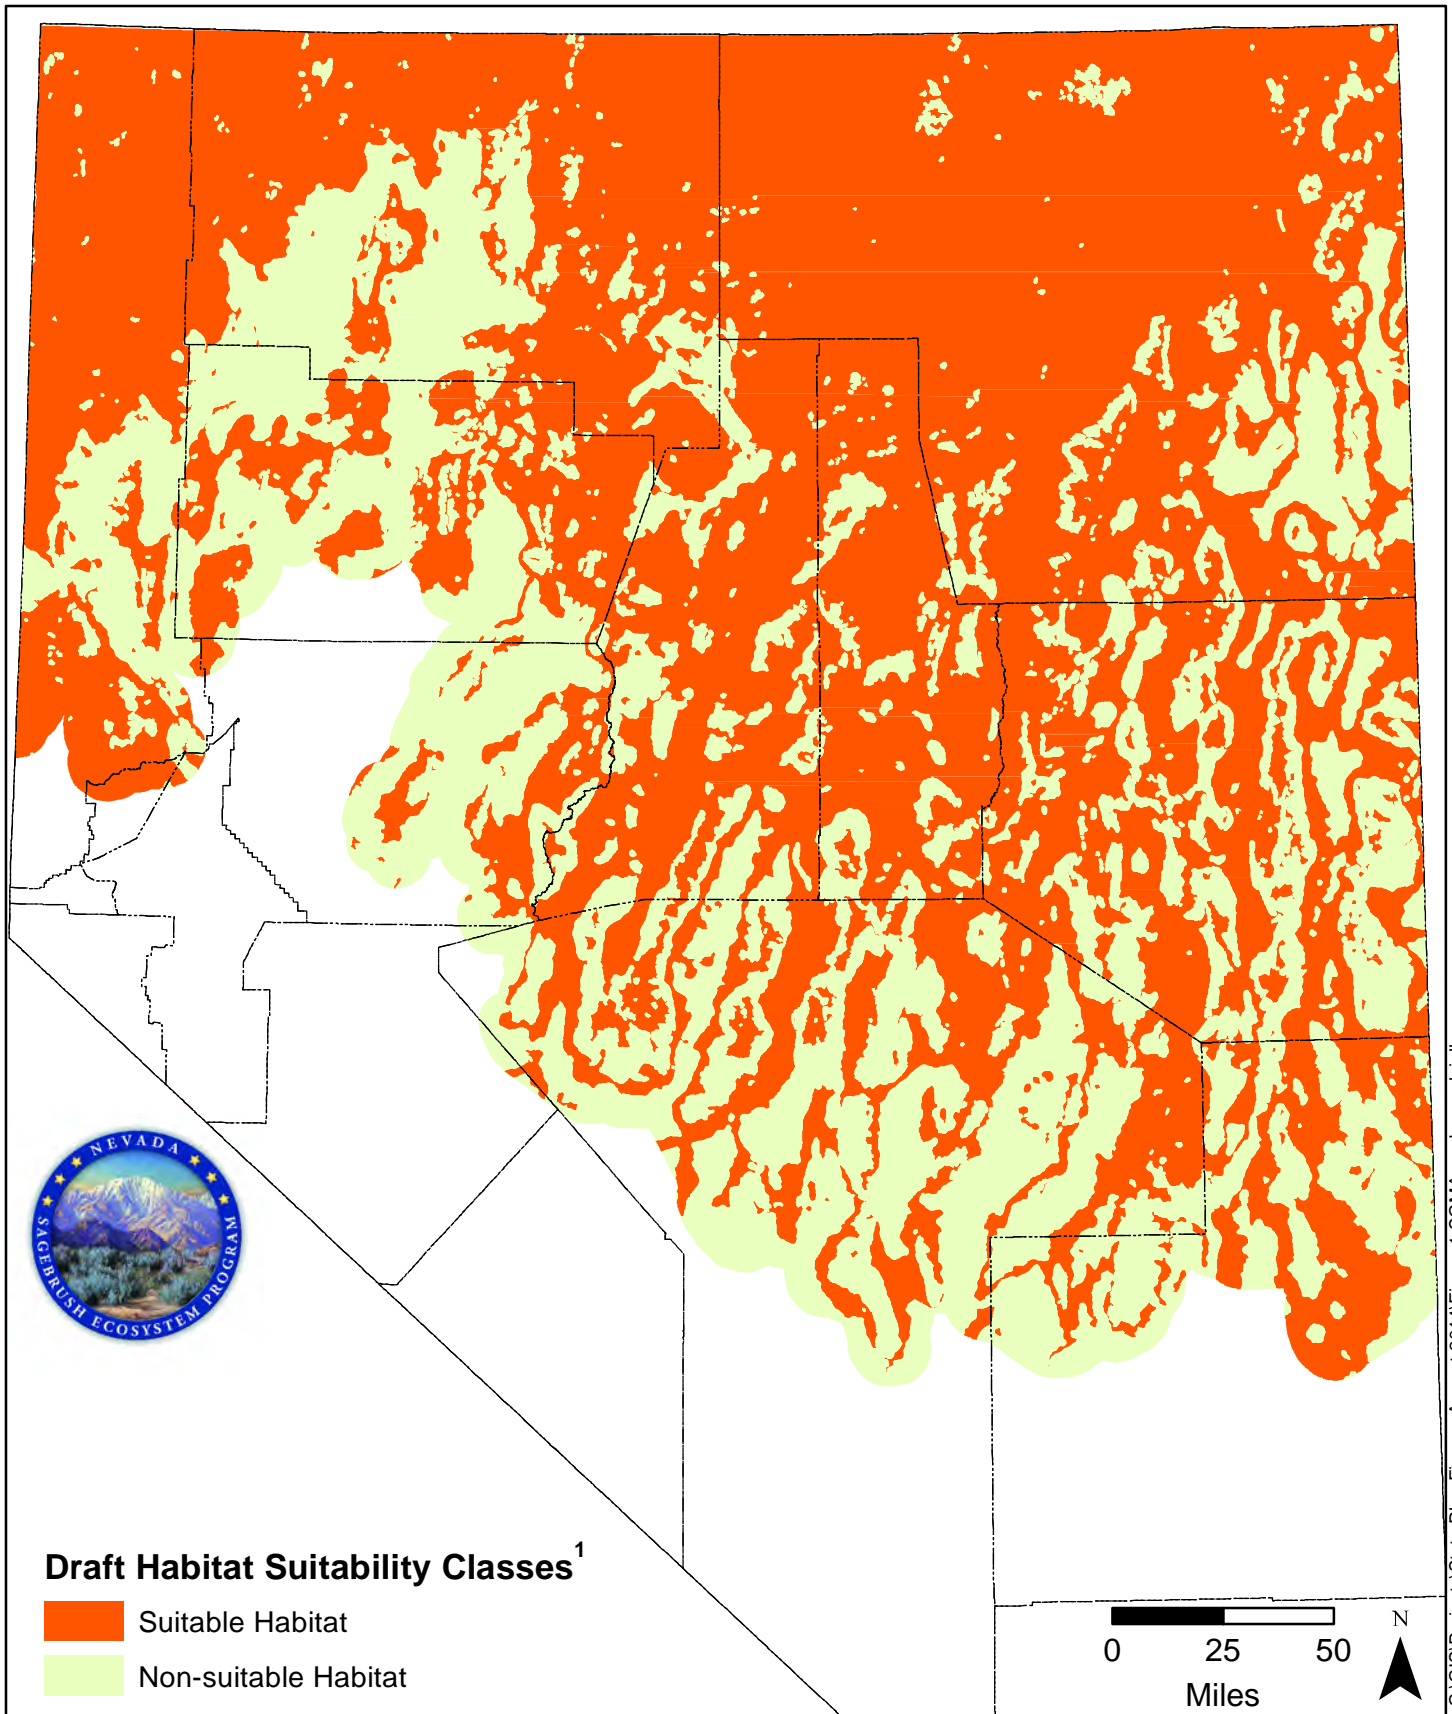 NEVADA
SAGEBRUSH ECOSYSTEM PROGRAM
Draft Habitat Suitability Classes¹
Suitable Habitat
Non-suitable Habitat
0 25 50
Miles
N